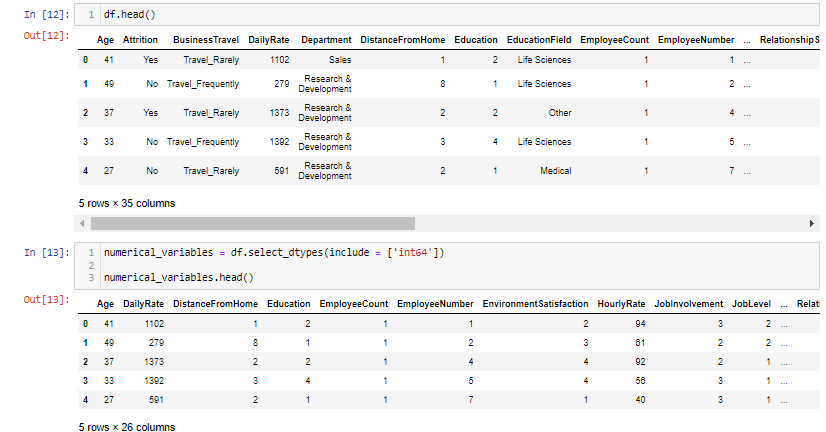 In [12]: 1 df.head()
Out[12]:
Age Attrition BusinessTravel DailyRate Department DistanceFromHome Education EducationField EmployeeCount EmployeeNumber ... RelationshipS
0 41 Yes Travel_Rarely 1102 Sales 1 2 Life Sciences 1 1 ...
1 49 No Travel_Frequently 279 Research & Development 8 1 Life Sciences 1 2 ...
2 37 Yes Travel_Rarely 1373 Research & Development 2 2 Other 1 4 ...
3 33 No Travel_Frequently 1392 Research & Development 3 4 Life Sciences 1 5 ...
4 27 No Travel_Rarely 591 Research & Development 2 1 Medical 1 7 ...
5 rows × 35 columns
In [13]: 1 numerical_variables = df.select_dtypes(include = ['int64'])
2
3 numerical_variables.head()
Out[13]:
Age DailyRate DistanceFromHome Education EmployeeCount EmployeeNumber EnvironmentSatisfaction HourlyRate JobInvolvement JobLevel ... Relati
0 41 1102 1 2 1 1 2 94 3 2 ...
1 49 279 8 1 1 2 3 61 2 2 ...
2 37 1373 2 2 1 4 4 92 2 1 ...
3 33 1392 3 4 1 5 4 56 3 1 ...
4 27 591 2 1 1 7 1 40 3 1 ...
5 rows × 26 columns